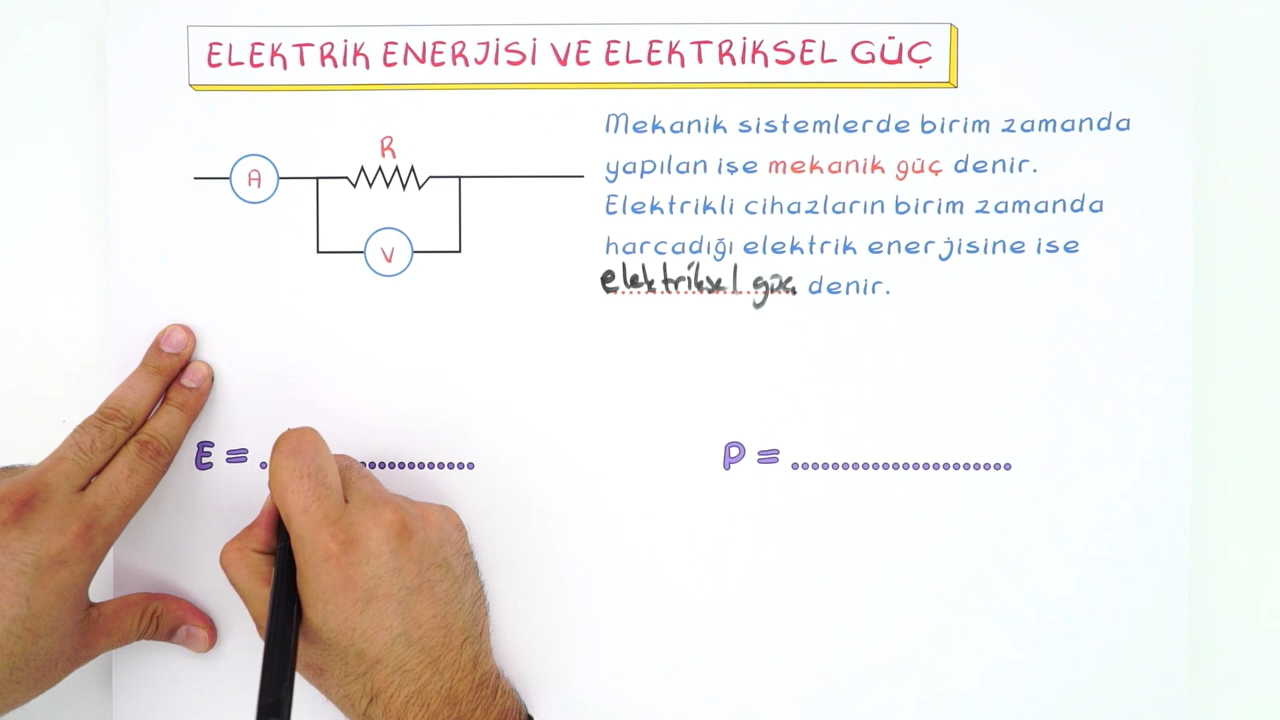 ELEKTRİK ENERJİSİ VE ELEKTRİKSEL GÜÇ
R
A
V
Mekanik sistemlerde birim zamanda
yapılan işe mekanik güç denir.
Elektrikli cihazların birim zamanda
harcadığı elektrik enerjisine ise
elektriksel güç denir.
E = ....................
P = ......................